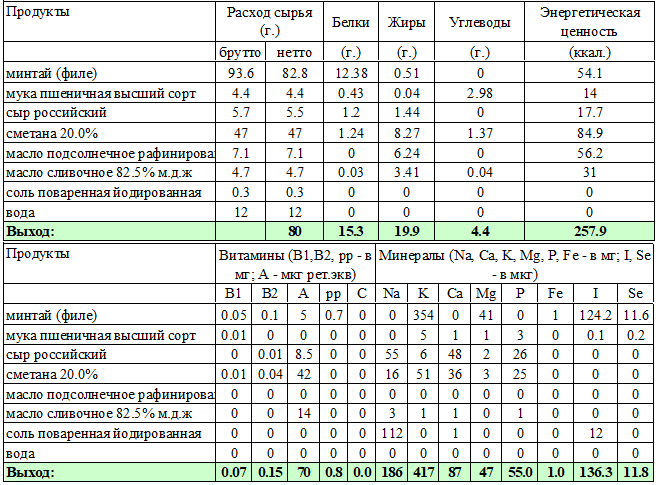 Продукты Расход сырья (г.) Белки Жиры Углеводы Энергетическая ценность
брутто нетто (г.) (г.) (г.) (ккал.)
минтай (филе) 93.6 82.8 12.38 0.51 0 54.1
мука пшеничная высший сорт 4.4 4.4 0.43 0.04 2.98 14
сыр российский 5.7 5.5 1.2 1.44 0 17.7
сметана 20.0% 47 47 1.24 8.27 1.37 84.9
масло подсолнечное рафинирова 7.1 7.1 0 6.24 0 56.2
масло сливочное 82.5% м.д.ж 4.7 4.7 0.03 3.41 0.04 31
соль поваренная йодированная 0.3 0.3 0 0 0 0
вода 12 12 0 0 0 0
Выход: 80 15.3 19.9 4.4 257.9
Продукты Витамины (B1,B2, pp - в мг; A - мкг рет.экв) Минералы (Na, Ca, K, Mg, P, Fe - в мг; I, Se - в мкг)
B1 B2 A pp C Na K Ca Mg P Fe I Se
минтай (филе) 0.05 0.1 5 0.7 0 0 354 0 41 0 1 124.2 11.6
мука пшеничная высший сорт 0.01 0 0 0 0 0 5 1 1 3 0 0.1 0.2
сыр российский 0 0.01 8.5 0 0 55 6 48 2 26 0 0 0
сметана 20.0% 0.01 0.04 42 0 0 16 51 36 3 25 0 0 0
масло подсолнечное рафинирова 0 0 0 0 0 0 0 0 0 0 0 0 0
масло сливочное 82.5% м.д.ж 0 0 14 0 0 3 1 1 0 1 0 0 0
соль поваренная йодированная 0 0 0 0 0 112 0 1 0 0 0 12 0
вода 0 0 0 0 0 0 0 0 0 0 0 0 0
Выход: 0.07 0.15 70 0.8 0.0 186 417 87 47 55.0 1.0 136.3 11.8